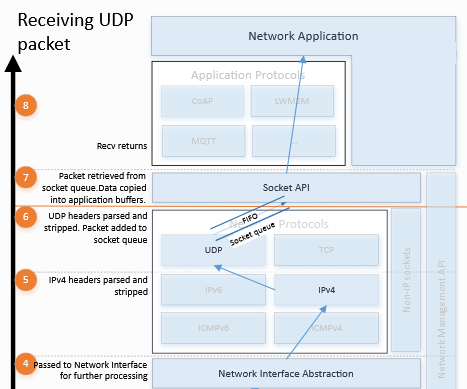 Receiving UDP
packet
Network Application
Application Protocols
8
CoAP
LWM2M
MQTT
...
Recv returns
7
Packet retrieved from
socket queue.Data copied
into application buffers.
Socket API
6
UDP headers parsed and
stripped. Packet added to
socket queue
FIFO
Socket queue
Protocols
UDP
TCP
5
IPv4 headers parsed and
stripped
IPv6
IPv4
ICMPv6
ICMPv4
Non-IP sockets
Network Management API
4
Passed to Network Interface
for further processing
Network Interface Abstraction